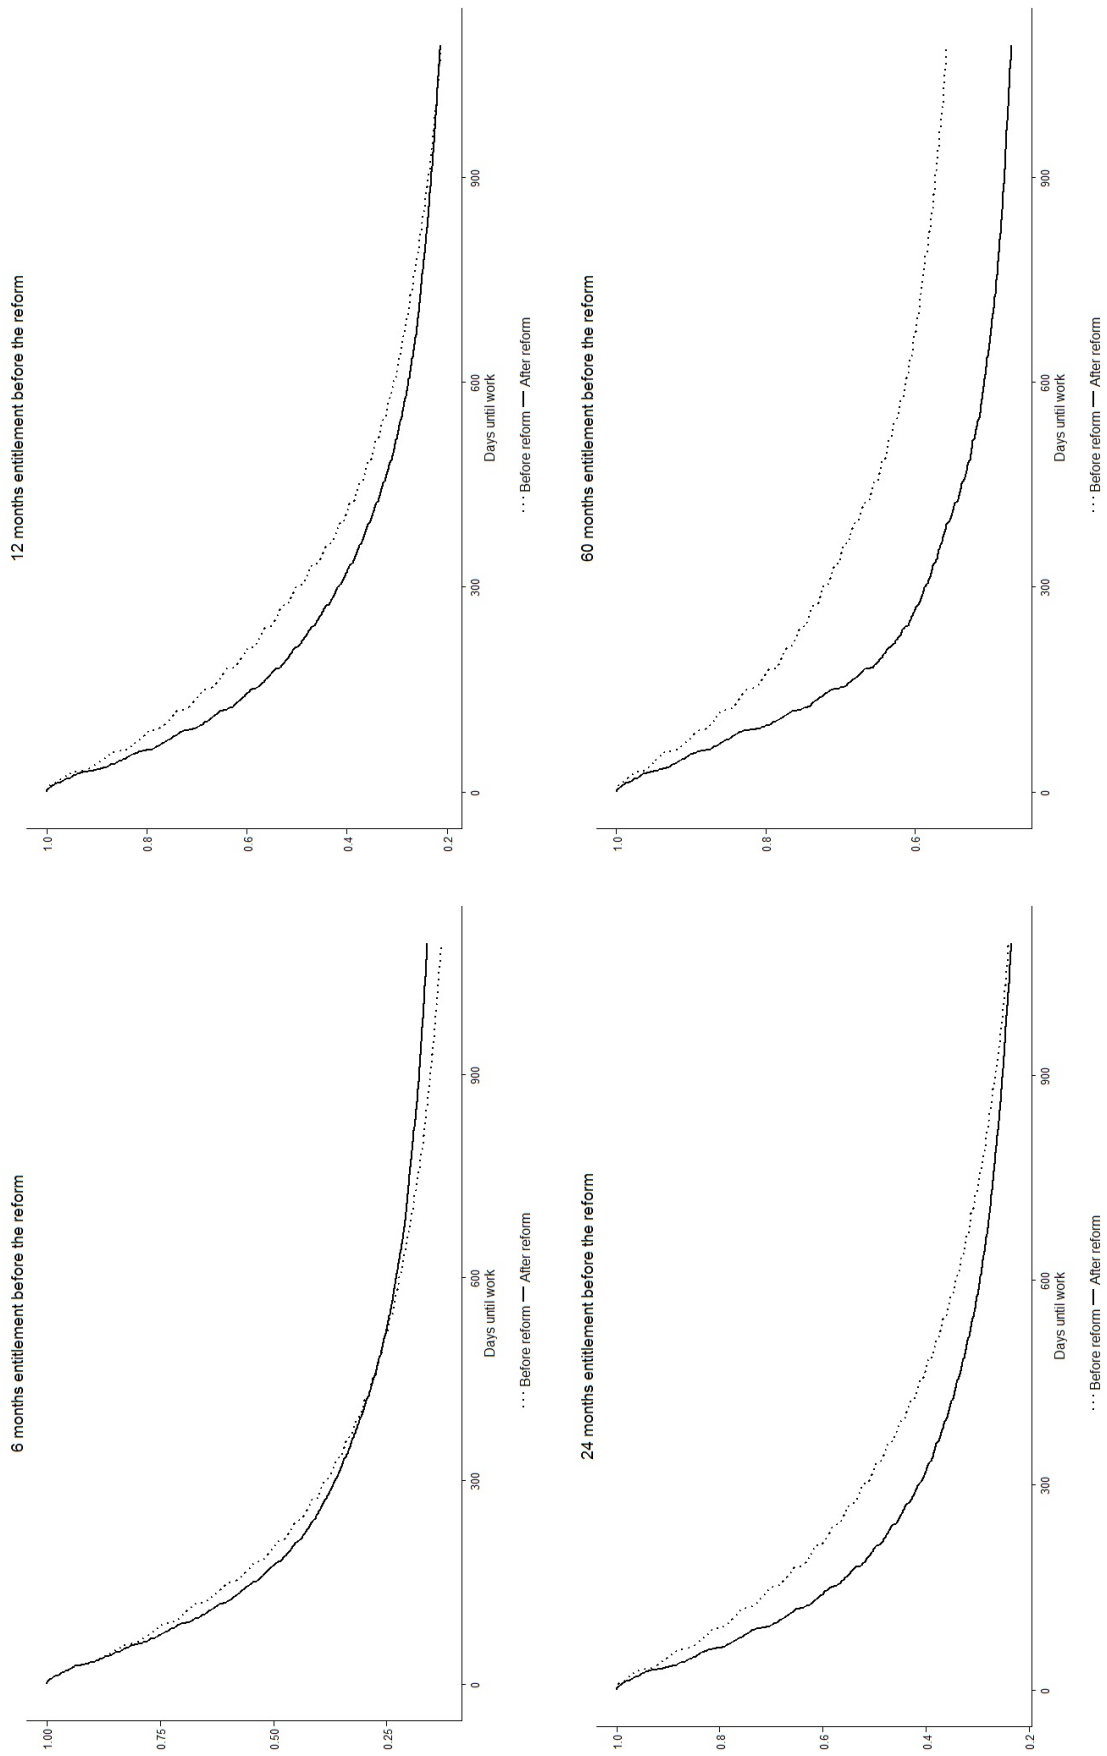 6 months entitlement before the reform
1.00
0.75
0.50
0.25
0 300 600 900
Days until work
Before reform After reform
12 months entitlement before the reform
1.0
0.8
0.6
0.4
0.2
0 300 600 900
Days until work
Before reform After reform
24 months entitlement before the reform
1.0
0.8
0.6
0.4
0.2
0 300 600 900
Days until work
Before reform After reform
60 months entitlement before the reform
1.0
0.8
0.6
0 300 600 900
Days until work
Before reform After reform